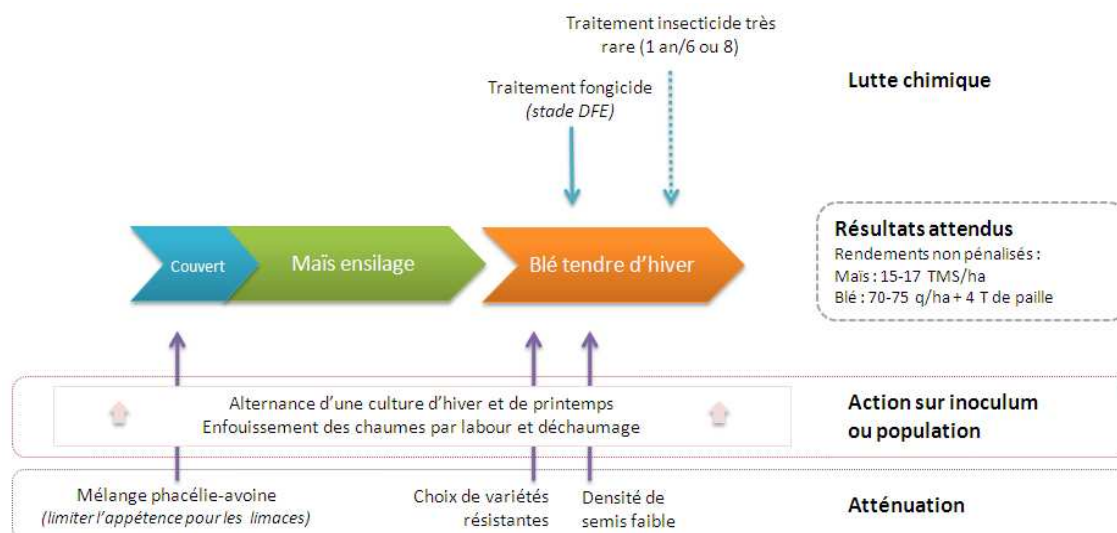 Traitement insecticide très
rare (1 an/6 ou 8)
Traitement fongicide
(stade DFE)
Lutte chimique
Couvert
Maïs ensilage
Blé tendre d’hiver
Résultats attendus
Rendements non pénalisés :
Maïs : 15-17 TMS/ha
Blé : 70-75 q/ha + 4 T de paille
Alternance d’une culture d’hiver et de printemps
Enfouissement des chaumes par labour et déchaumage
Action sur inoculum
ou population
Mélange phacélie-avoine
(limiter l’appétence pour les limaces)
Choix de variétés
résistantes
Densité de
semis faible
Atténuation